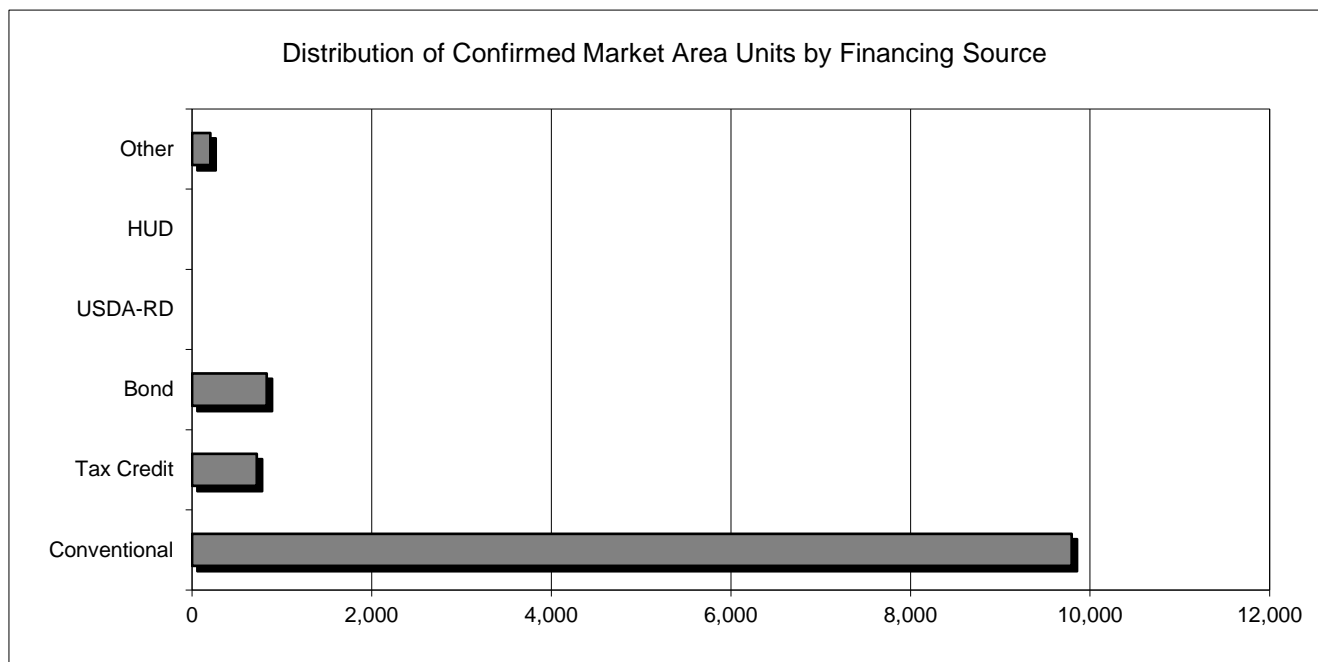 Distribution of Confirmed Market Area Units by Financing Source
Other
HUD
USDA-RD
Bond
Tax Credit
Conventional
0 2,000 4,000 6,000 8,000 10,000 12,000